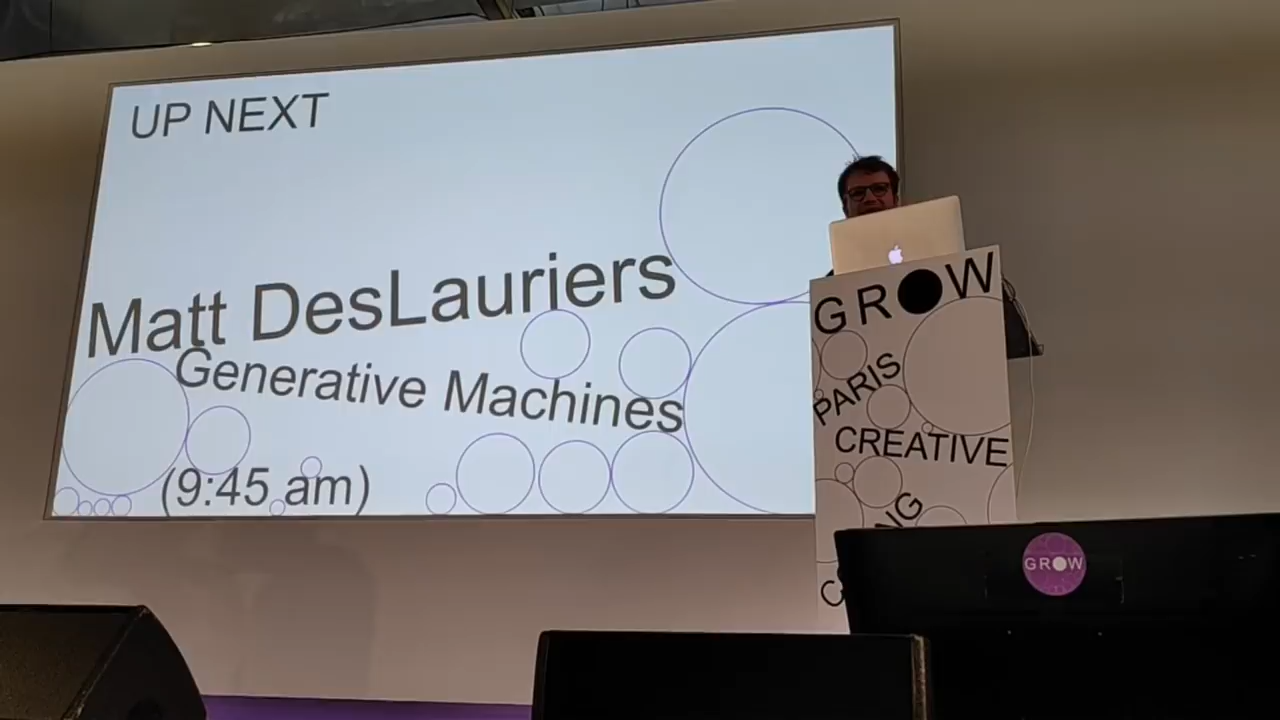 UP NEXT
Matt DesLauriers
Generative Machines
(9:45 am)
GROW
PARIS
CREATIVE
GROW